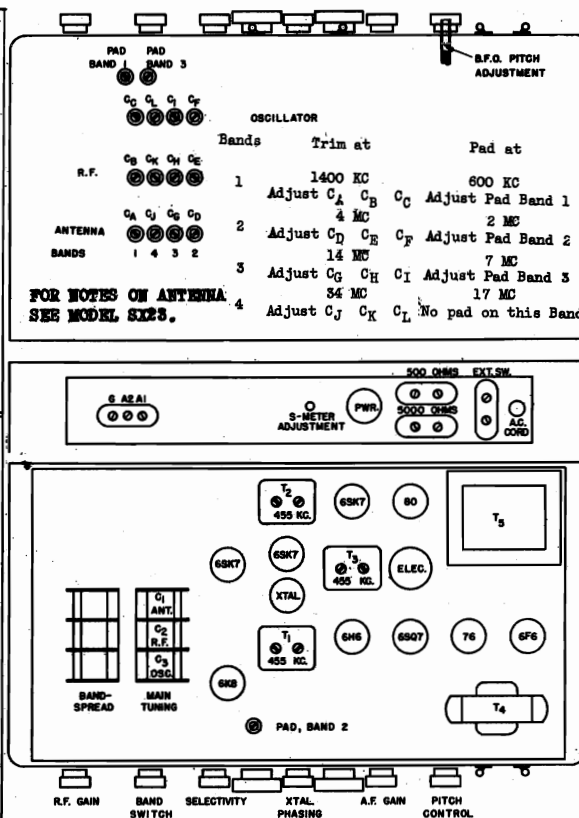 PAD PAD
BAND 1 BAND 3
B.F.O. PITCH
ADJUSTMENT
CC CL CI CF
OSCILLATOR
Bands Trim at Pad at
R.F.
CB CK CH CE
1 1400 KC 600 KC
Adjust CA CB CC Adjust Pad Band 1
ANTENNA
CA CJ CG CD
2 4 MC 2 MC
Adjust CD CE CF Adjust Pad Band 2
BANDS 1 4 3 2
3 14 MC 7 MC
Adjust CG CH CI Adjust Pad Band 3
FOR NOTES ON ANTENNA
SEE MODEL SX23.
4 34 MC 17 MC
Adjust CJ CK CL No pad on this Band
G A2 A1
S-METER
ADJUSTMENT
PWR.
500 OHMS
5000 OHMS
EXT. SW.
A.C.
CORD
T2
455 KC.
6SK7
80
T5
6SK7
6SK7
T3
455 KC.
ELEC.
XTAL
C1
ANT.
C2
R.F.
C3
OSC.
T1
455 KC.
6H6
6SQ7
76
6F6
6K8
BAND-
SPREAD
MAIN
TUNING
T4
PAD, BAND 2
R.F. GAIN
BAND
SWITCH
SELECTIVITY
XTAL
PHASING
A.F. GAIN
PITCH
CONTROL